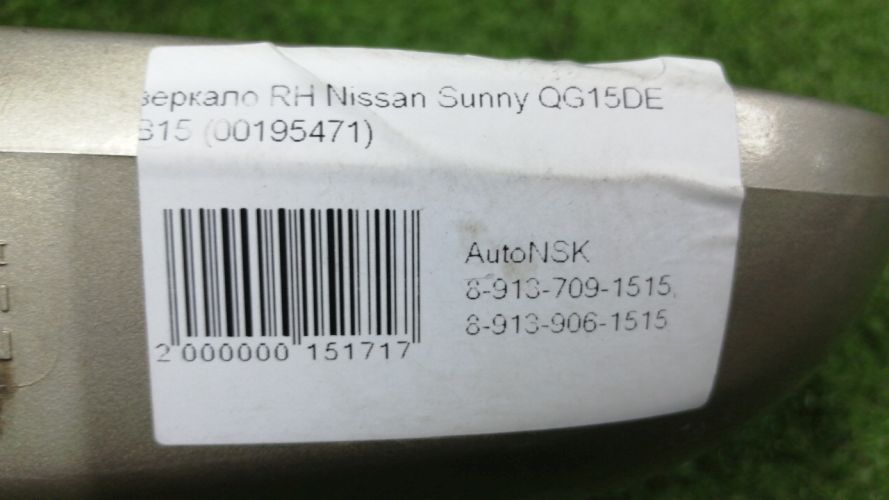 зеркало RH Nissan Sunny QG15DE
B15 (00195471)
AutoNSK
8-913-709-1515,
8-913-906-1515
2 000000 151717